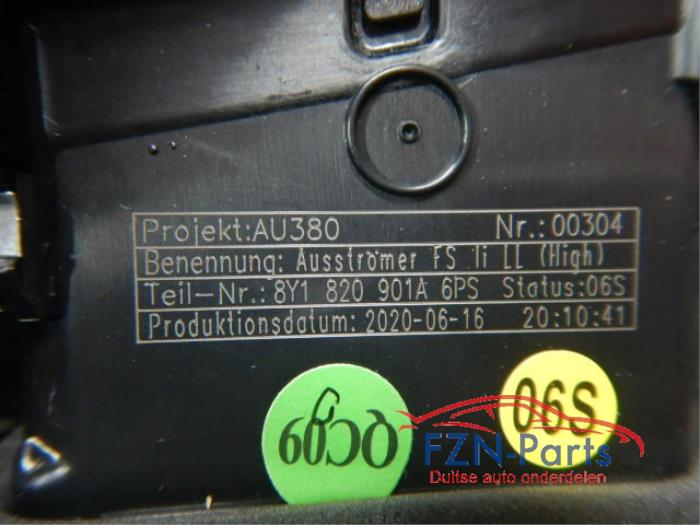 Projekt:AU380 Nr.:00304
Benennung: Ausströmer FS li LL (High)
Teil-Nr.: 8Y1 820 901A 6PS Status:06S
Produktionsdatum: 2020-06-16 20:10:41
06S
FZN-Parts
Duitse auto onderdelen